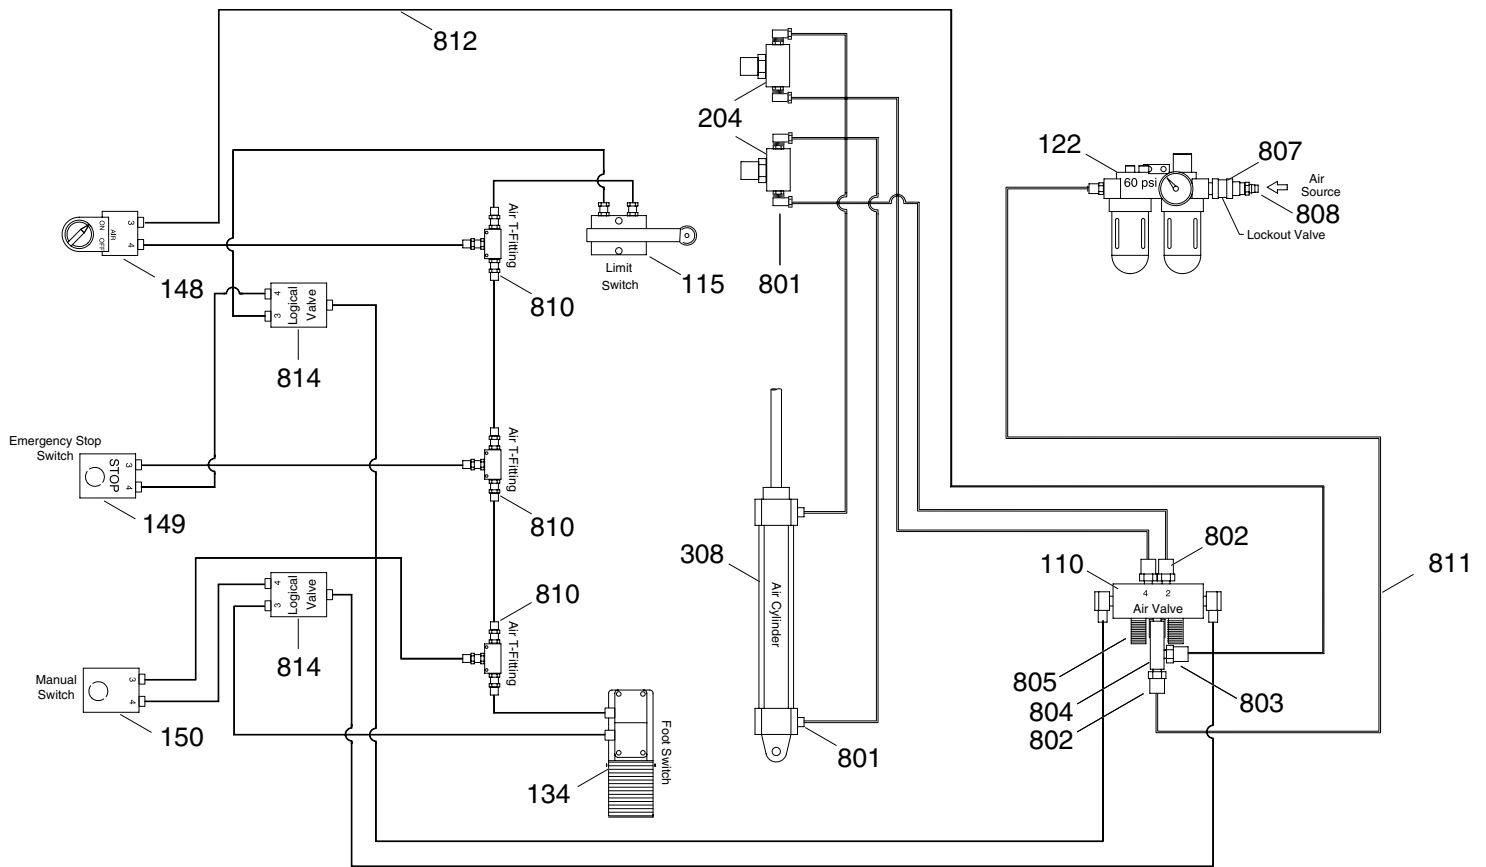 812
204
801
122
60 psi
807
Air
Source
808
Lockout Valve
3
4
ON
OFF
AIR
148
Air T-Fitting
810
Limit
Switch
115
4
3
Logical
Valve
814
Emergency Stop
Switch
STOP
3
4
149
Air T-Fitting
810
308
Air Cylinder
801
802
110
4
2
Air Valve
811
805
804
802
803
4
3
Logical
Valve
814
810
Air T-Fitting
Manual
Switch
3
4
150
Foot Switch
134